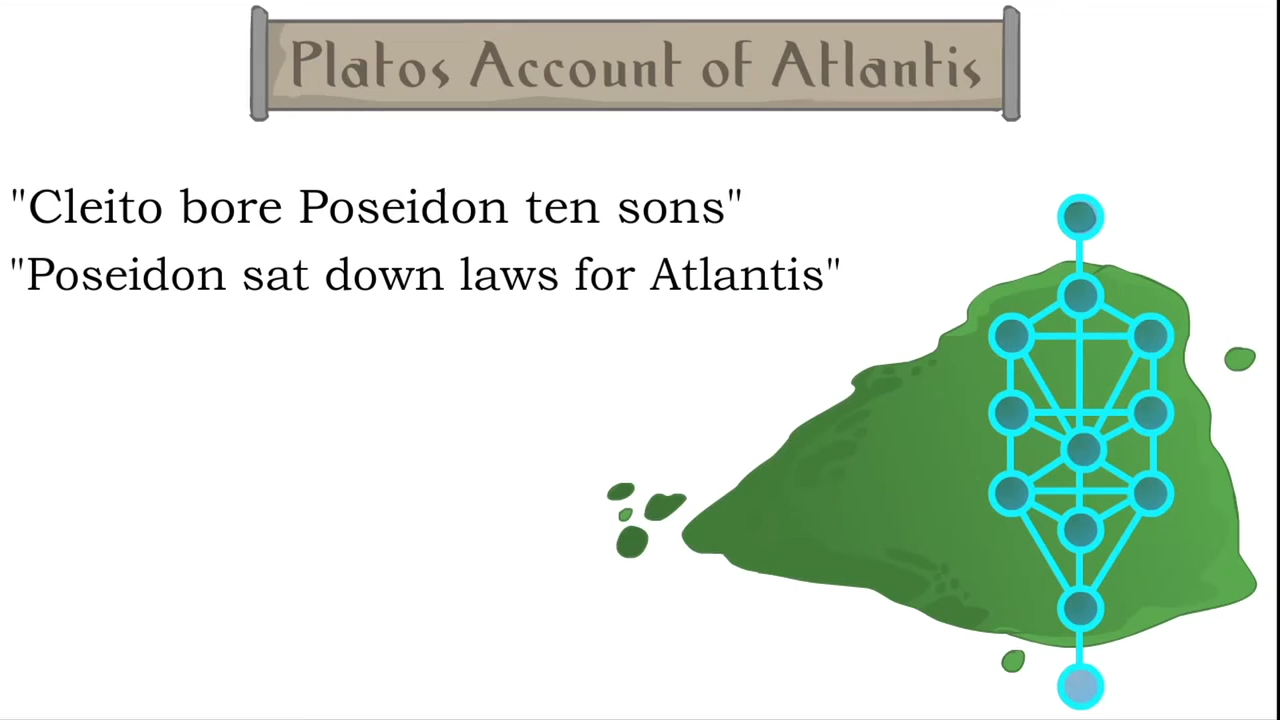 Platos Account of Atlantis
"Cleito bore Poseidon ten sons"
"Poseidon sat down laws for Atlantis"